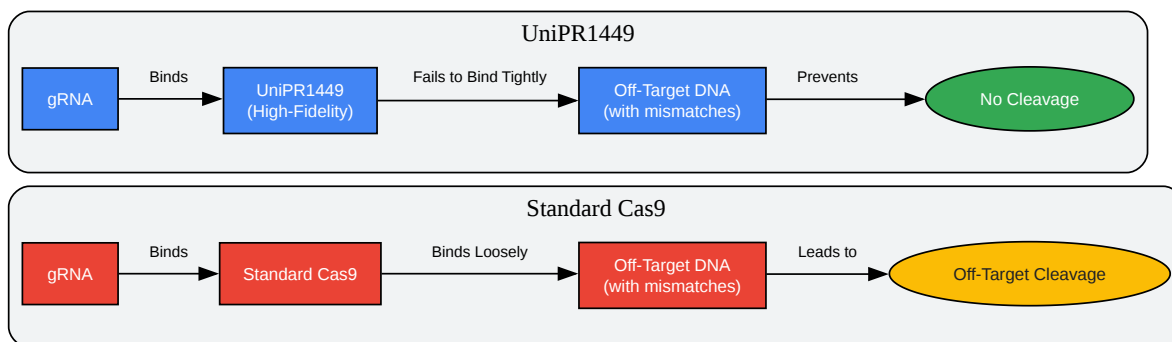 UniPR1449
Binds
Fails to Bind Tightly
Prevents
gRNA
UniPR1449
(High-Fidelity)
Off-Target DNA
(with mismatches)
No Cleavage
Standard Cas9
Binds
Binds Loosely
Leads to
gRNA
Standard Cas9
Off-Target DNA
(with mismatches)
Off-Target Cleavage